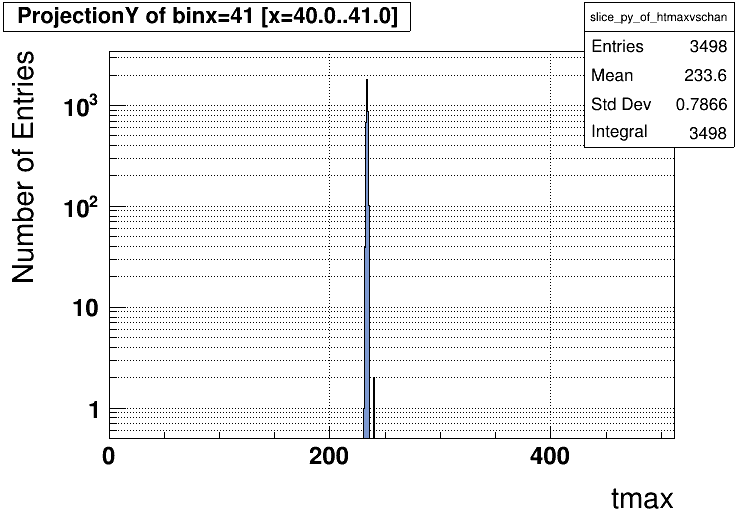 ProjectionY of binx=41 [x=40.0..41.0]
slice_py_of_htmaxvschan
Entries 3498
Mean 233.6
Std Dev 0.7866
Integral 3498
Number of Entries
10³
10²
10
1
0 200 400
tmax